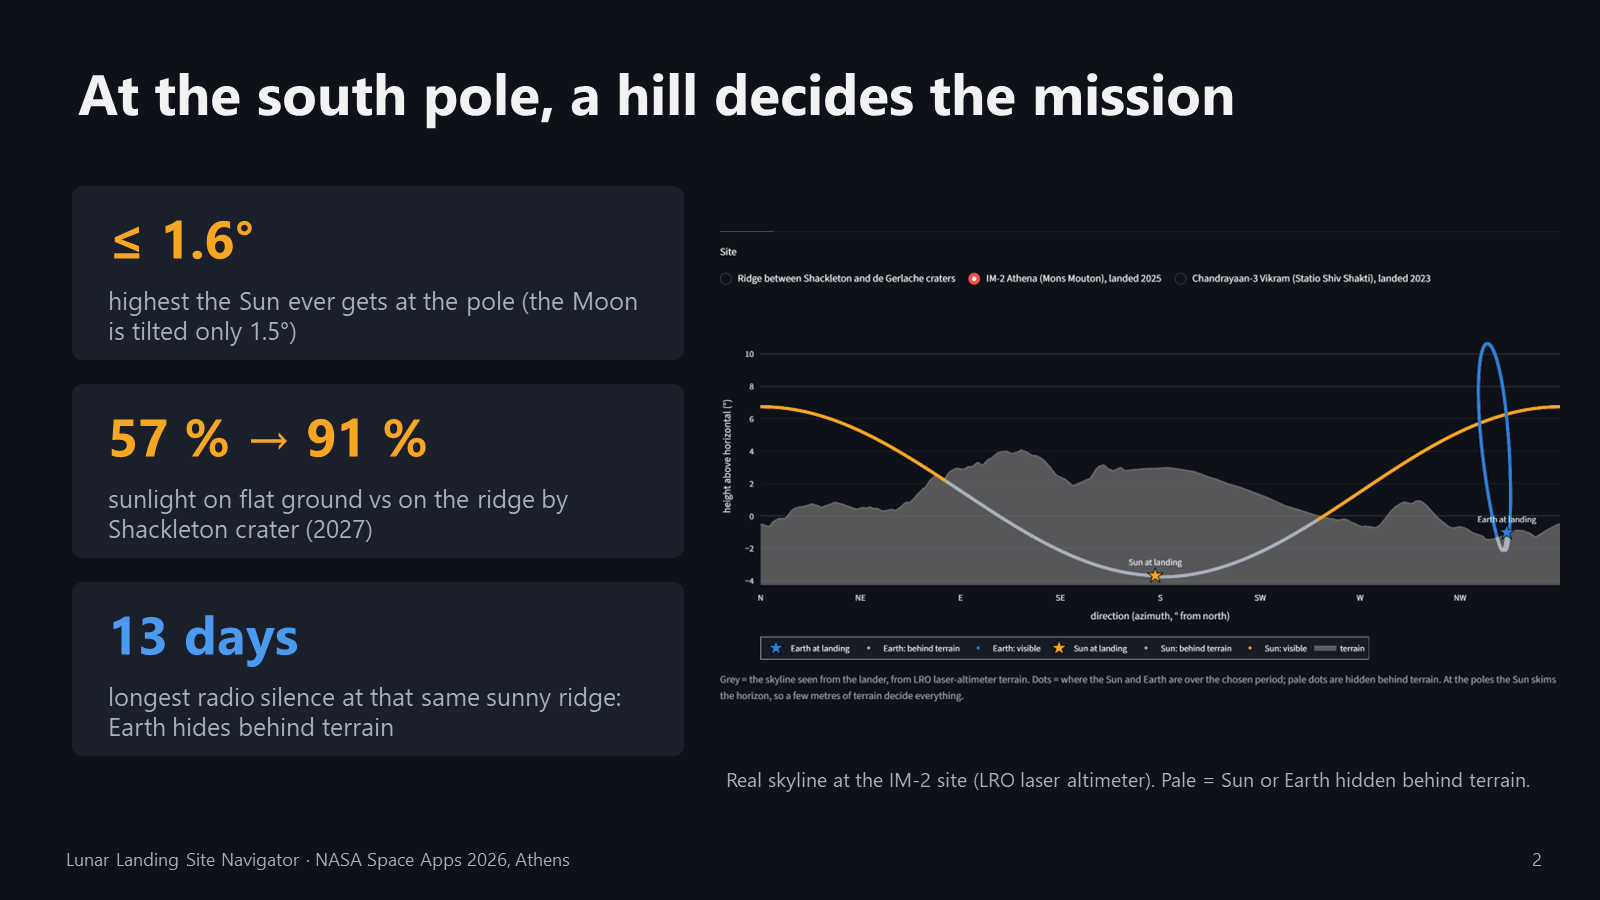 At the south pole, a hill decides the mission
≤ 1.6°
highest the Sun ever gets at the pole (the Moon
is tilted only 1.5°)
57 % → 91 %
sunlight on flat ground vs on the ridge by
Shackleton crater (2027)
13 days
longest radio silence at that same sunny ridge:
Earth hides behind terrain
Site
Ridge between Shackleton and de Gerlache craters IM-2 Athena (Mons Mouton), landed 2025 Chandrayaan-3 Vikram (Statio Shiv Shakti), landed 2023
height above horizontal (°)
10
8
6
4
2
0
−2
−4
Earth at landing
Sun at landing
N NE E SE S SW W NW
direction (azimuth, ° from north)
Earth at landing Earth: behind terrain Earth: visible Sun at landing Sun: behind terrain Sun: visible terrain
Grey = the skyline seen from the lander, from LRO laser-altimeter terrain. Dots = where the Sun and Earth are over the chosen period; pale dots are hidden behind terrain. At the poles the Sun skims
the horizon, so a few metres of terrain decide everything.
Real skyline at the IM-2 site (LRO laser altimeter). Pale = Sun or Earth hidden behind terrain.
Lunar Landing Site Navigator · NASA Space Apps 2026, Athens
2